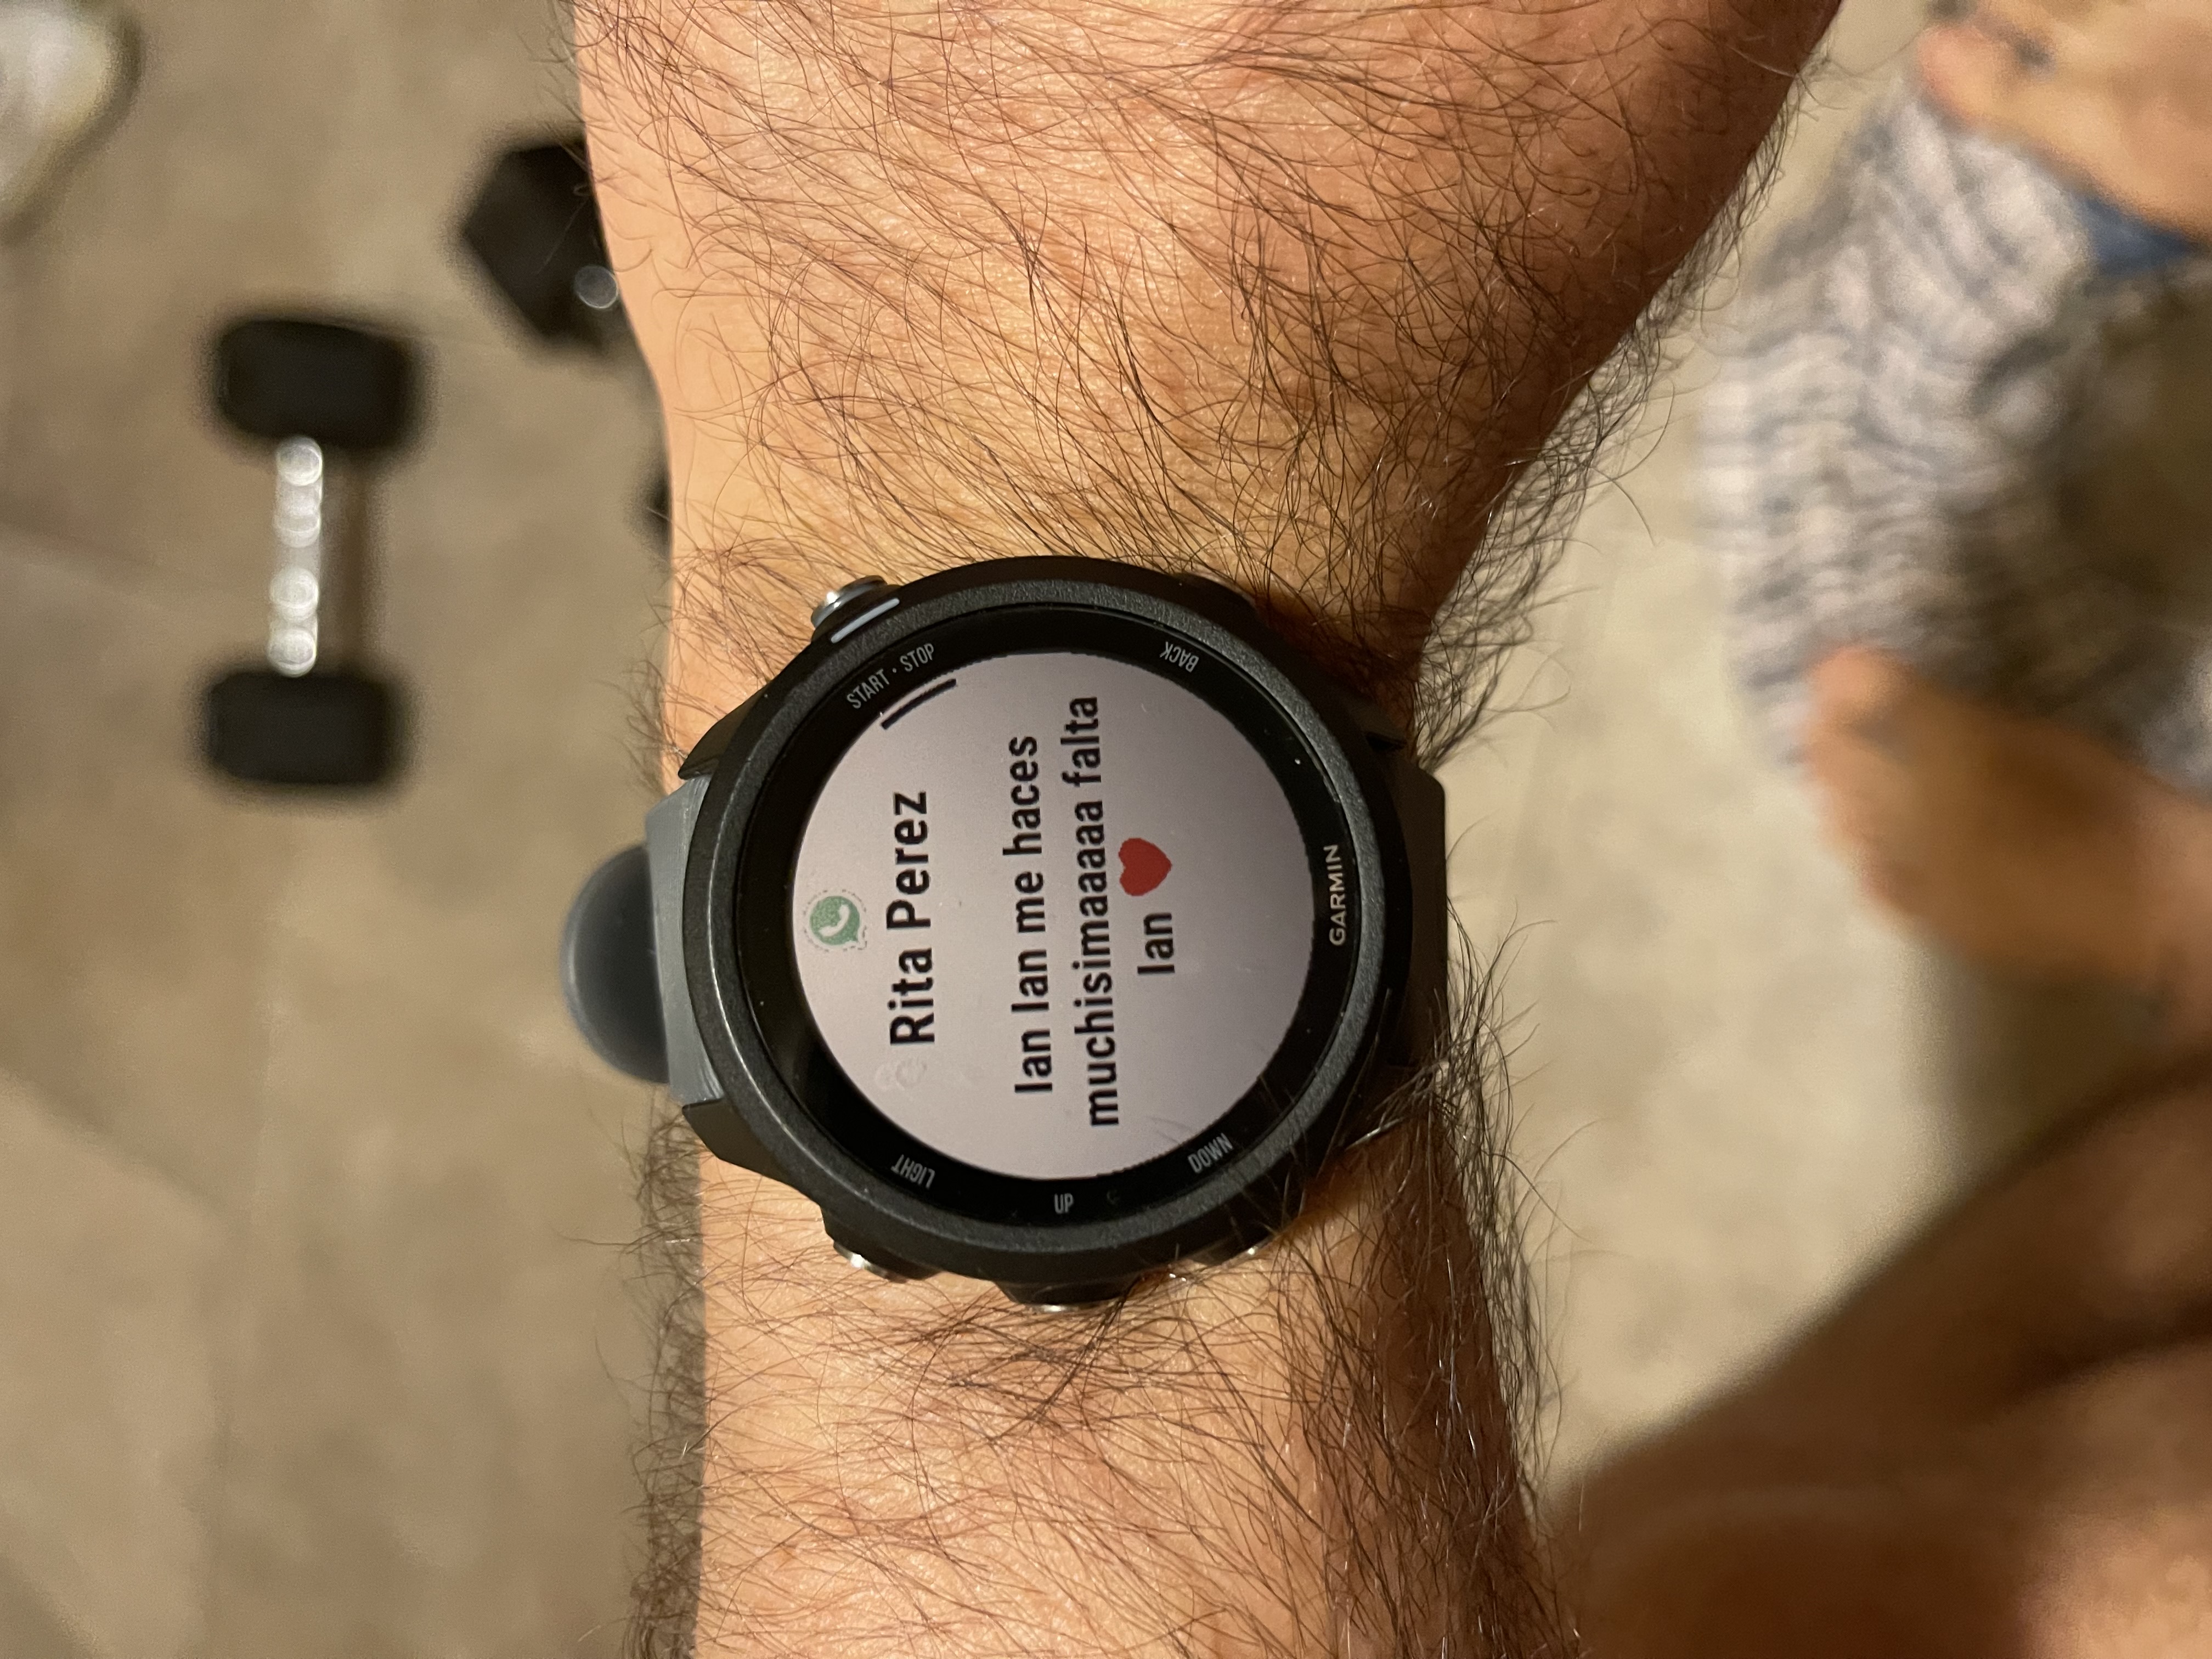 Rita Perez
Ian Ian me haces
muchisimaaaaa falta
Ian ❤️
LIGHT
UP
DOWN
START · STOP
BACK
GARMIN